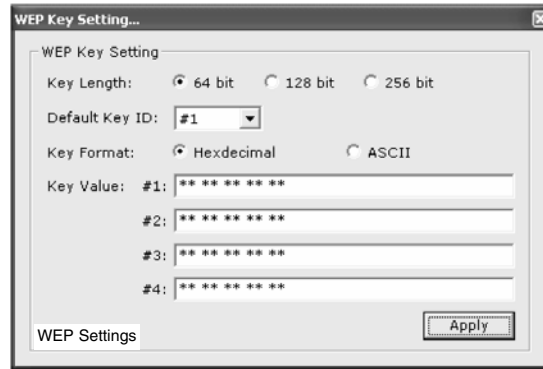 WEP Key Setting...
WEP Key Setting
Key Length: 64 bit 128 bit 256 bit
Default Key ID: #1
Key Format: Hexdecimal ASCII
Key Value: #1: ** ** ** ** **
#2: ** ** ** ** **
#3: ** ** ** ** **
#4: ** ** ** ** **
Apply
WEP Settings